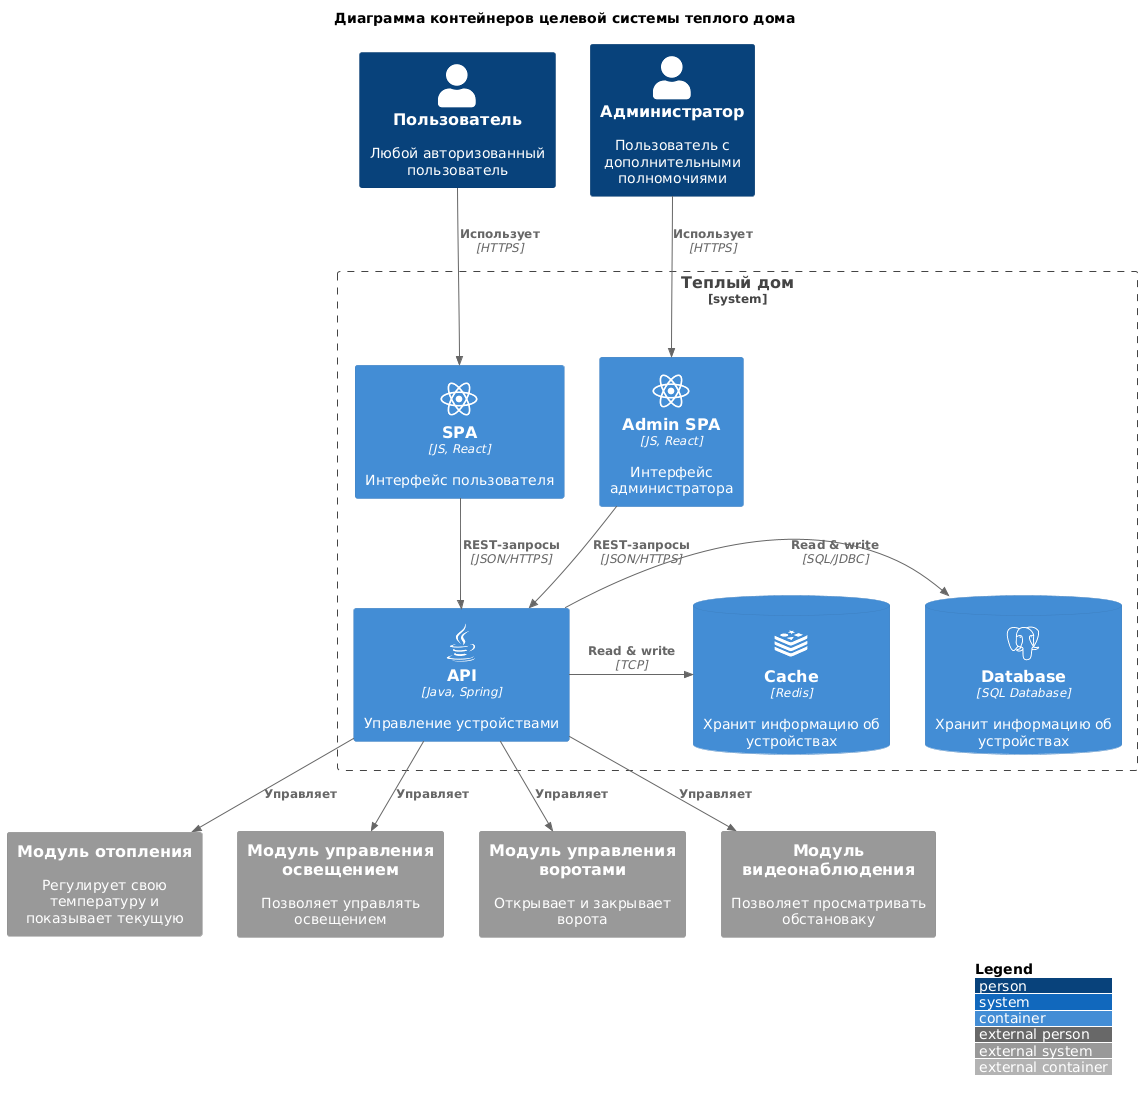 Диаграмма контейнеров целевой системы теплого дома
Пользователь
Любой авторизованный
пользователь
Администратор
Пользователь с
дополнительными
полномочиями
Использует
[HTTPS]
Использует
[HTTPS]
Теплый дом
[system]
SPA
[JS, React]
Интерфейс пользователя
Admin SPA
[JS, React]
Интерфейс
администратора
REST-запросы
[JSON/HTTPS]
REST-запросы
[JSON/HTTPS]
Read & write
[SQL/JDBC]
API
[Java, Spring]
Управление устройствами
Read & write
[TCP]
Cache
[Redis]
Хранит информацию об
устройствах
Database
[SQL Database]
Хранит информацию об
устройствах
Управляет
Управляет
Управляет
Управляет
Модуль отопления
Регулирует свою
температуру и
показывает текущую
Модуль управления
освещением
Позволяет управлять
освещением
Модуль управления
воротами
Открывает и закрывает
ворота
Модуль
видеонаблюдения
Позволяет просматривать
обстановаку
Legend
person
system
container
external person
external system
external container